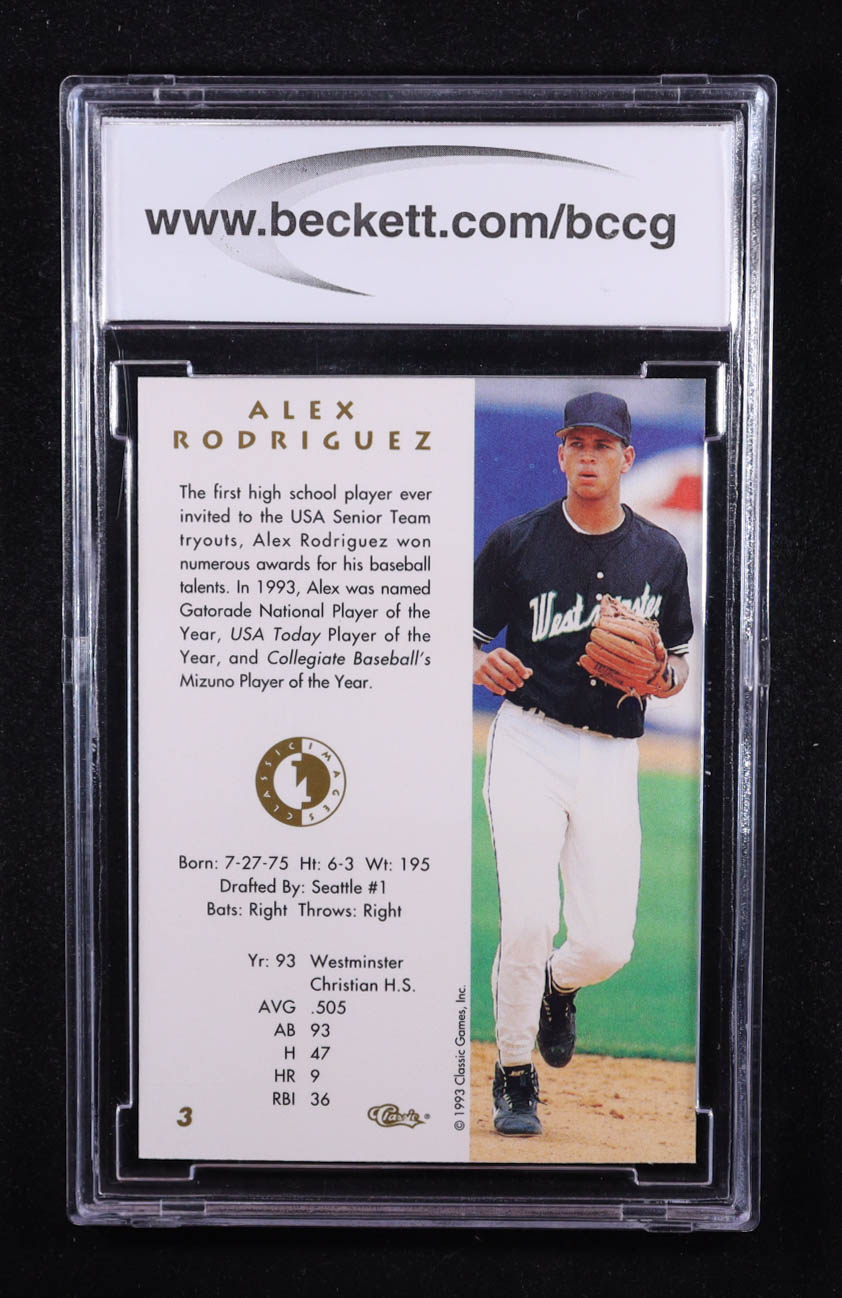 www.beckett.com/bccg
ALEX
RODRIGUEZ
The first high school player ever
invited to the USA Senior Team
tryouts, Alex Rodriguez won
numerous awards for his baseball
talents. In 1993, Alex was named
Gatorade National Player of the
Year, USA Today Player of the
Year, and Collegiate Baseball's
Mizuno Player of the Year.
CLASSIC IMAGES
Born: 7-27-75 Ht: 6-3 Wt: 195
Drafted By: Seattle #1
Bats: Right Throws: Right
Yr: 93 Westminster
Christian H.S.
AVG .505
AB 93
H 47
HR 9
RBI 36
3
Classic®
© 1993 Classic Games, Inc.
Westminster